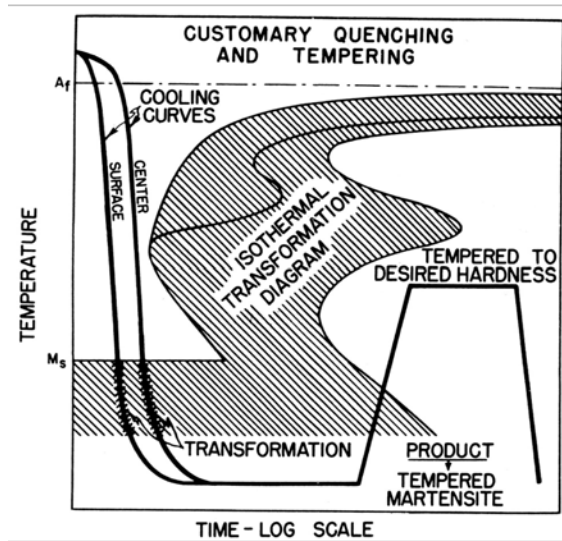 CUSTOMARY QUENCHING
AND TEMPERING
Af
COOLING
CURVES
SURFACE
CENTER
TEMPERATURE
ISOTHERMAL
TRANSFORMATION
DIAGRAM
TEMPERED TO
DESIRED HARDNESS
Ms
TRANSFORMATION
PRODUCT
TEMPERED
MARTENSITE
TIME-LOG SCALE